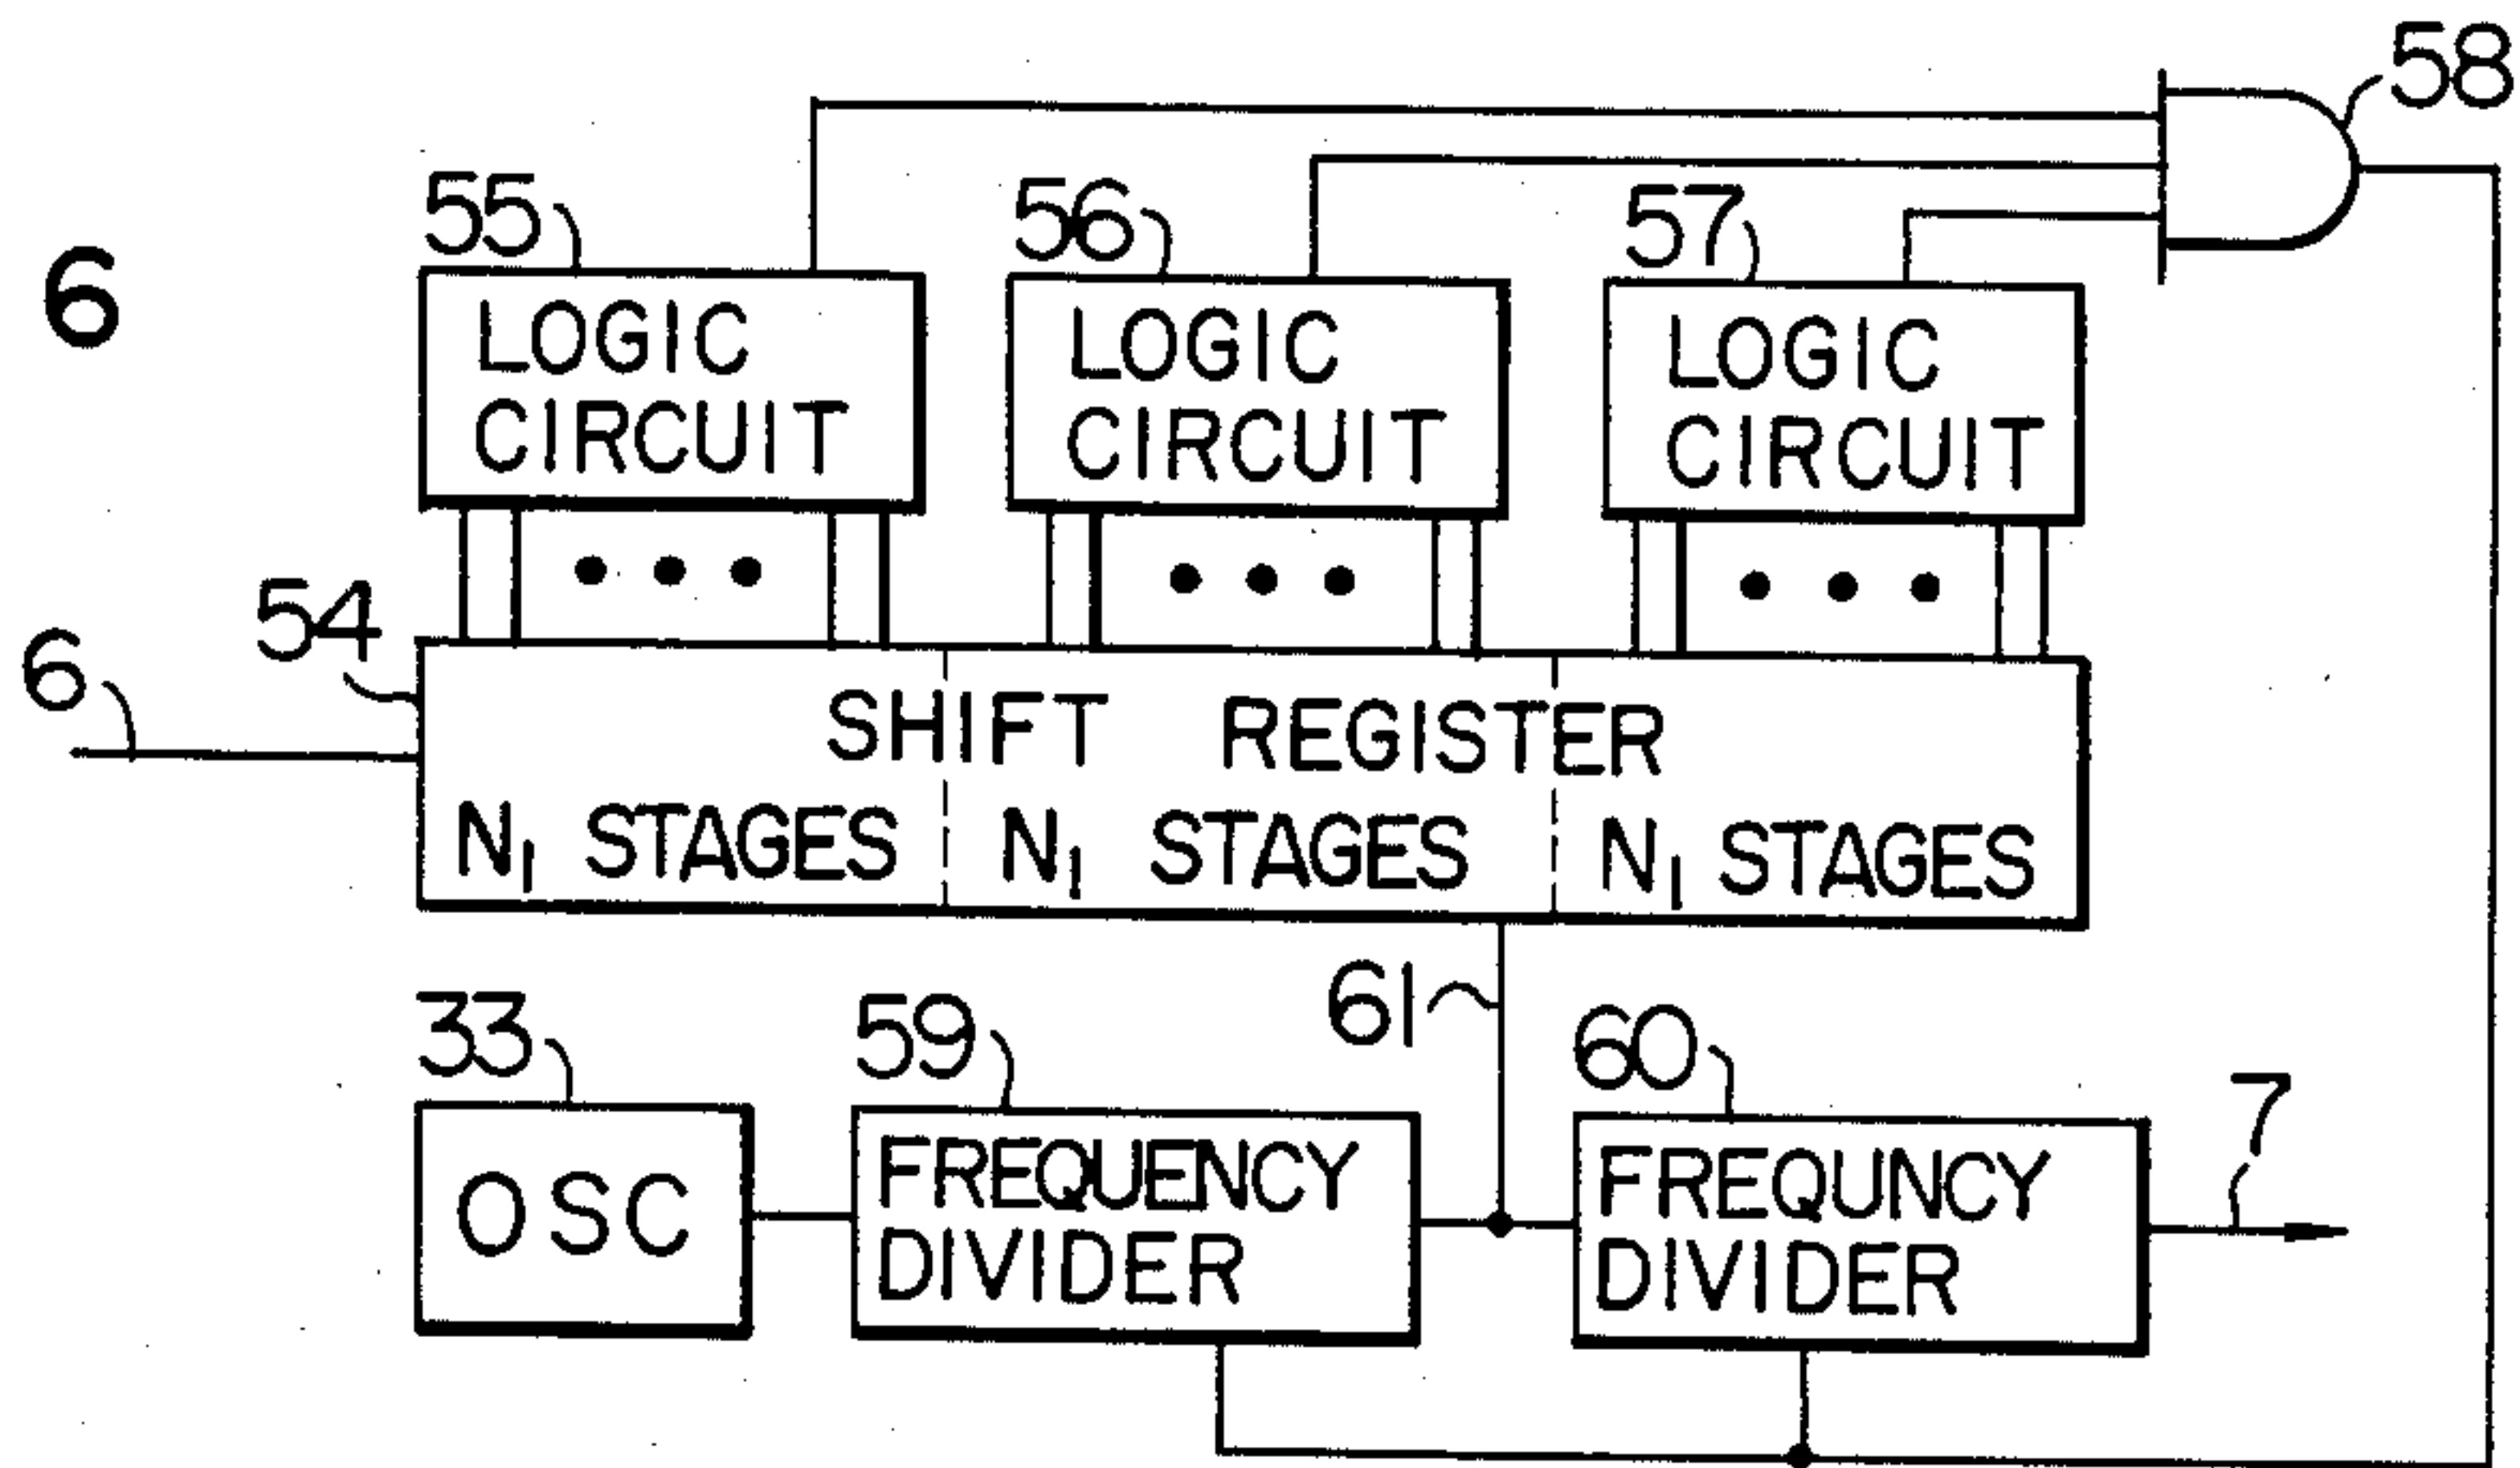 58
55
56
57
6
LOGIC
CIRCUIT
LOGIC
CIRCUIT
LOGIC
CIRCUIT
54
6
SHIFT REGISTER
N1 STAGES
N1 STAGES
N1 STAGES
33
59
61
60
7
OSC
FREQUENCY
DIVIDER
FREQUNCY
DIVIDER